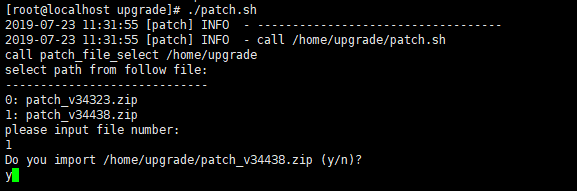 [root@localhost upgrade]# ./patch.sh
2019-07-23 11:31:55 [patch] INFO  - -----------------------------------
2019-07-23 11:31:55 [patch] INFO  - call /home/upgrade/patch.sh
call patch_file_select /home/upgrade
select path from follow file:
-----------------------------
0: patch_v34323.zip
1: patch_v34438.zip
please input file number:
1
Do you import /home/upgrade/patch_v34438.zip (y/n)?
y